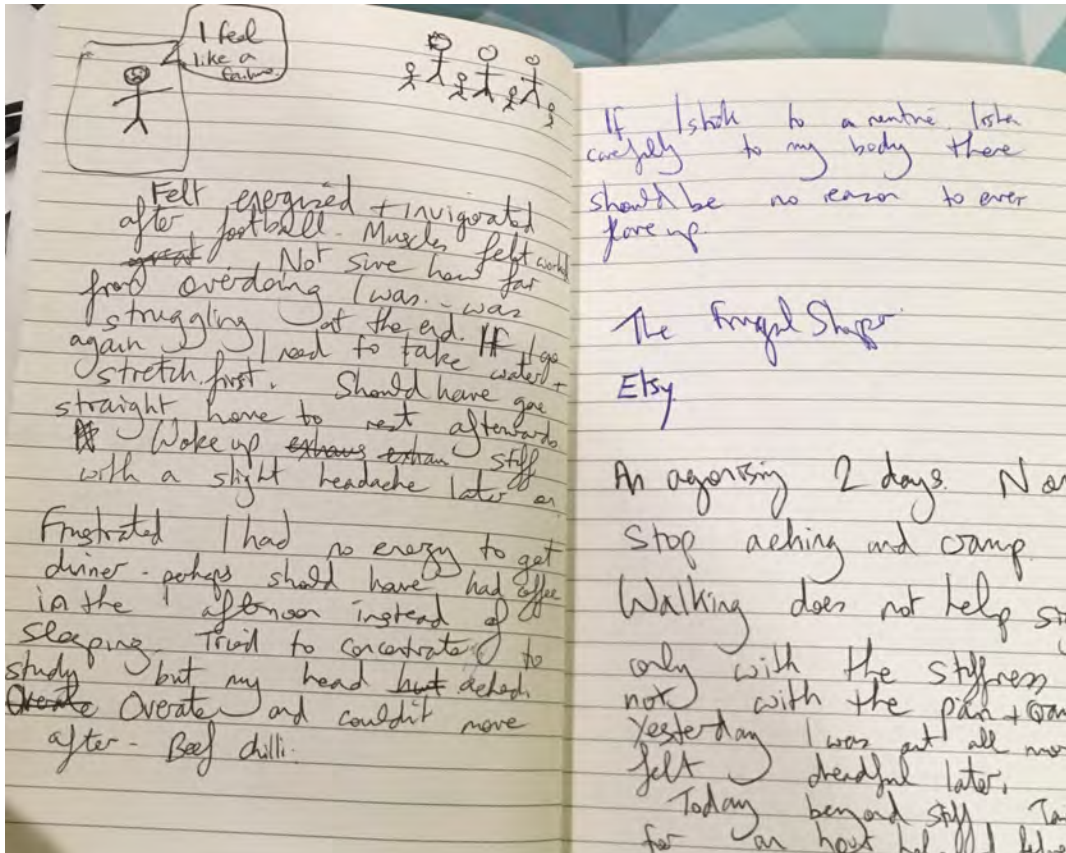 I feel
like a
failure.
Felt energised + invigorated
after football. Muscles felt
great Not sure how far
from overdoing I was - was
struggling at the end. If I go
again I need to take water +
stretch first. Should have gone
straight home to rest afterwards
Woke up exhaus exhau stiff
with a slight headache later on
Frustrated I had no energy to get
dinner - perhaps should have had coffee
in the afternoon instead of
sleeping. Tried to concentrate to
study but my head hurt ached.
Overate Overate and couldn't move
after - Beef chilli.
If I stick to a routine listen
carefully to my body there
should be no reason to ever
flare up.
The Frugal
Etsy.
An agonising 2 days.
Stop aching and cramp.
Walking does not help
only with the stiffness
not with the pain +
Yesterday I was out all
felt dreadful later.
Today beyond stiff
for an hour